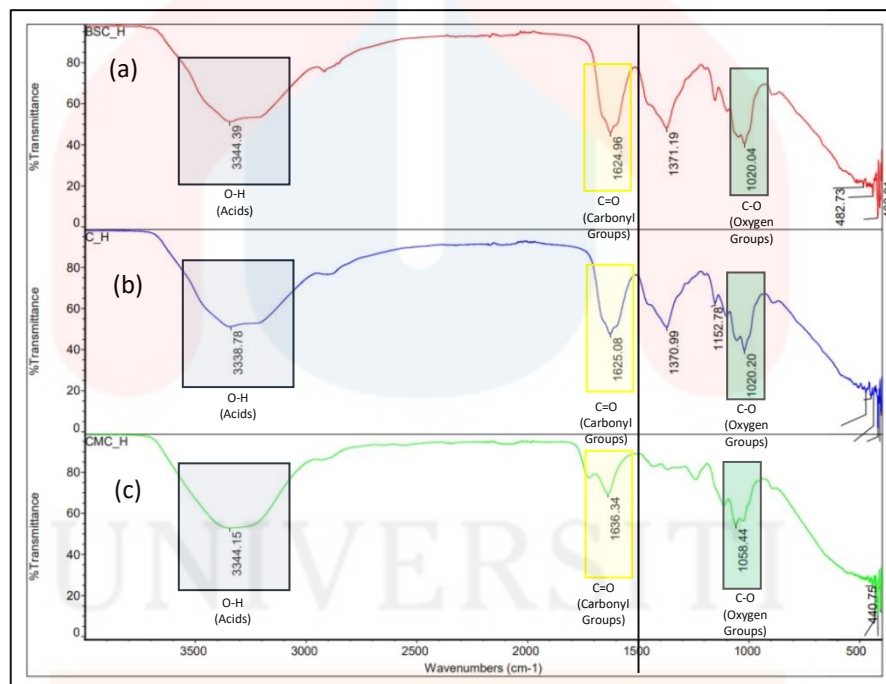 BSC_H
(a)
%Transmittance
80
60
40
20
0
3344.39
O-H
(Acids)
1624.96
C=O
(Carbonyl
Groups)
1371.19
1020.04
C-O
(Oxygen
Groups)
482.73
C_H
(b)
%Transmittance
80
60
40
20
0
3338.78
O-H
(Acids)
1625.08
C=O
(Carbonyl
Groups)
1370.99
1152.78
1020.20
C-O
(Oxygen
Groups)
CMC_H
(c)
%Transmittance
80
60
40
20
0
3344.15
O-H
(Acids)
1636.34
C=O
(Carbonyl
Groups)
1058.44
C-O
(Oxygen
Groups)
440.75
UNIVERSITI
3500
3000
2500
2000
1500
1000
500
Wavenumbers (cm-1)